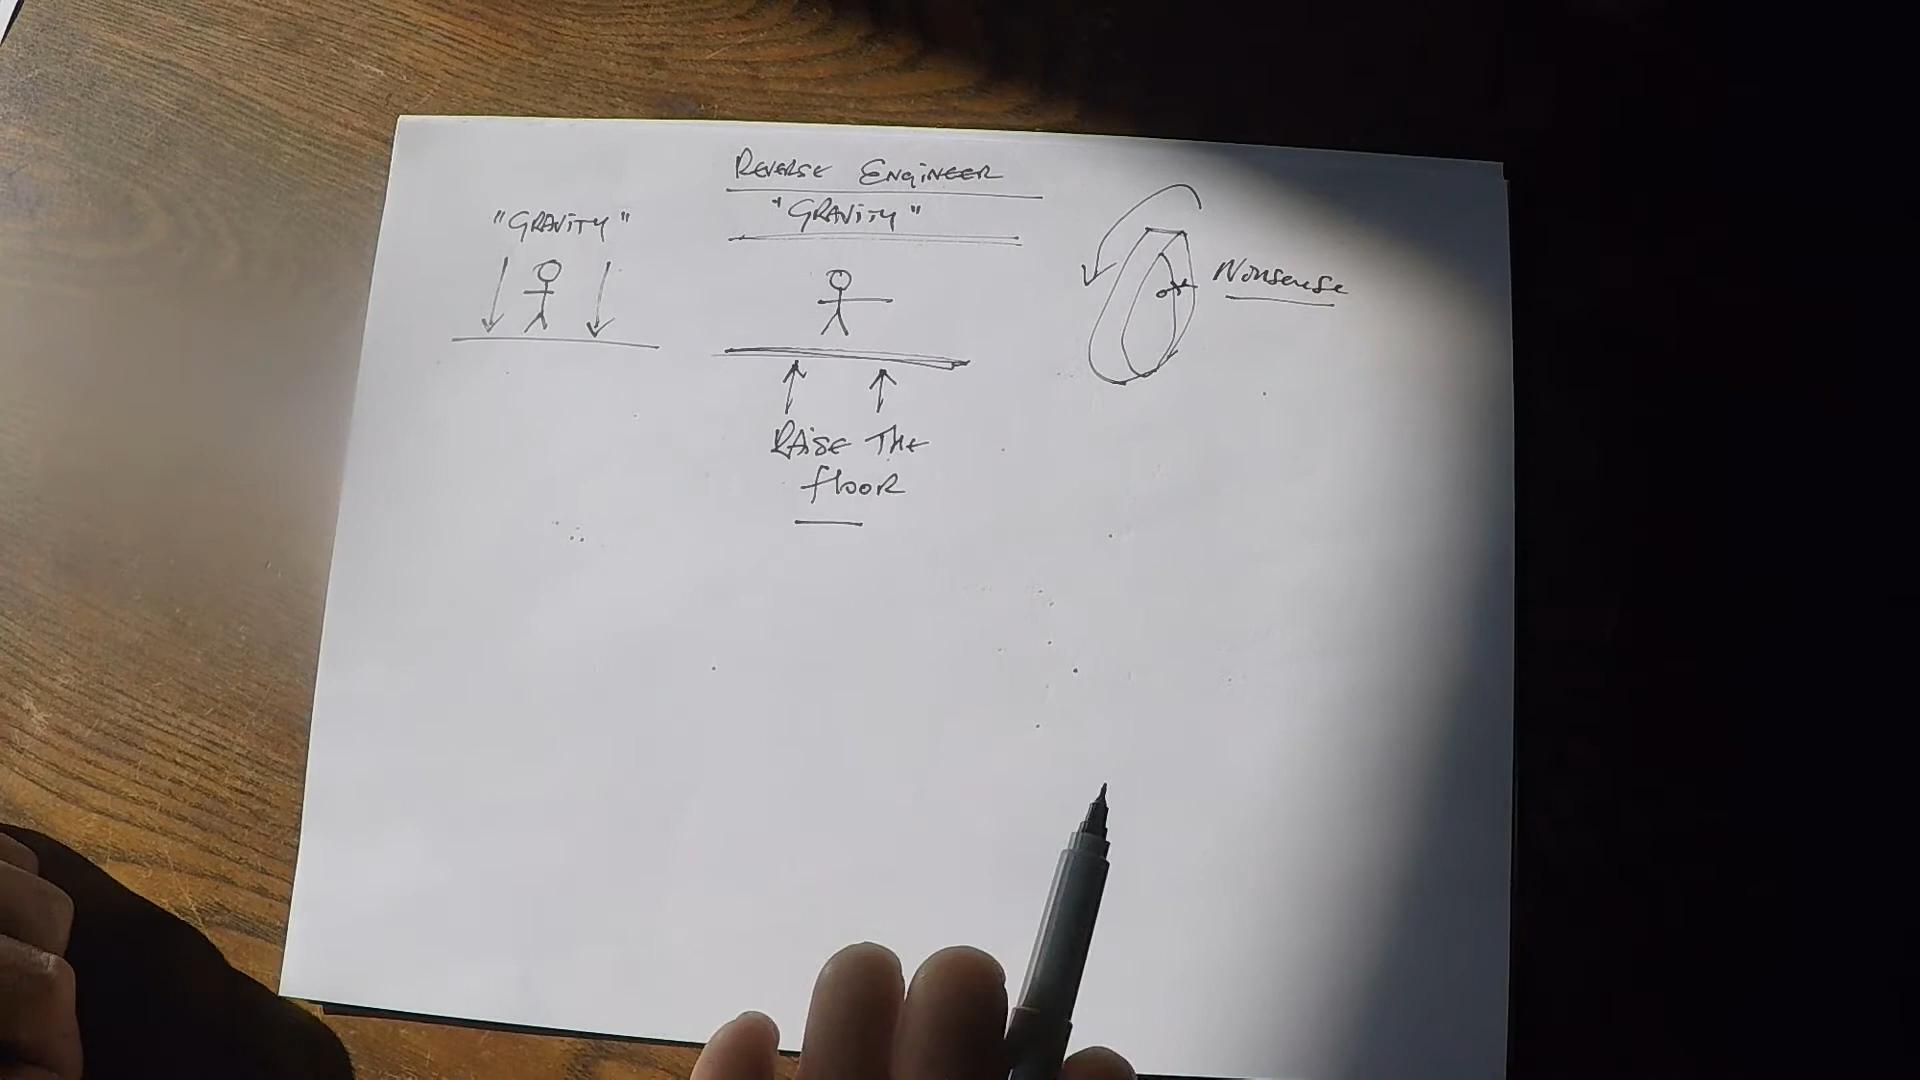 REVERSE ENGINEER
"GRAVITY"
"GRAVITY"
Nonsense
RAISE THE
flooR